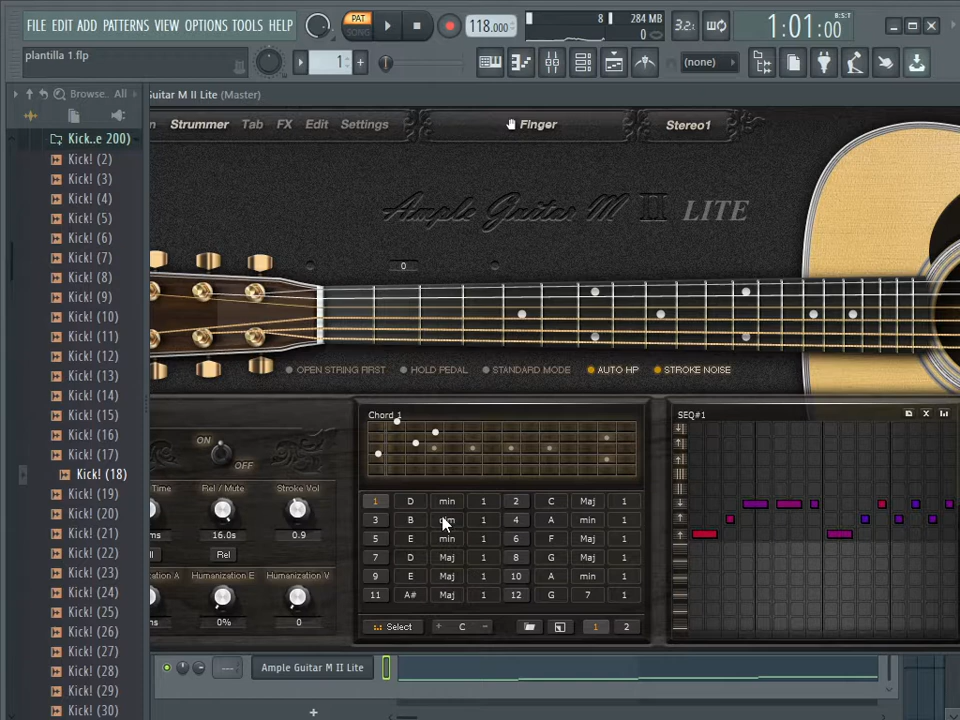 FILE EDIT ADD PATTERNS VIEW OPTIONS TOOLS HELP
PAT
SONG
118.000
8 284 MB
0
3.2:
1:01:00 B:S:T
plantilla 1.flp
1
(none)
Browse.. All
Guitar M II Lite (Master)
Kick..e 200)
Kick! (2)
Kick! (3)
Kick! (4)
Kick! (5)
Kick! (6)
Kick! (7)
Kick! (8)
Kick! (9)
Kick! (10)
Kick! (11)
Kick! (12)
Kick! (13)
Kick! (14)
Kick! (15)
Kick! (16)
Kick! (17)
Kick! (18)
Kick! (19)
Kick! (20)
Kick! (21)
Kick! (22)
Kick! (23)
Kick! (24)
Kick! (25)
Kick! (26)
Kick! (27)
Kick! (28)
Kick! (29)
Kick! (30)
n Strummer Tab FX Edit Settings Finger Stereo1
Ample Guitar M II LITE
0
OPEN STRING FIRST HOLD PEDAL STANDARD MODE AUTO HP STROKE NOISE
ON
OFF
Time Rel / Mute Stroke Vol
16.0s 0.9
Rel
nization A Humanization E Humanization V
ms 0% 0
Chord 1
1 D min 1 2 C Maj 1
3 B 1 4 A min 1
5 E min 1 6 F Maj 1
7 D Maj 1 8 G Maj 1
9 E Maj 1 10 A min 1
11 A# Maj 1 12 G 7 1
Select + C - 1 2
SEQ#1
--- Ample Guitar M II Lite
+